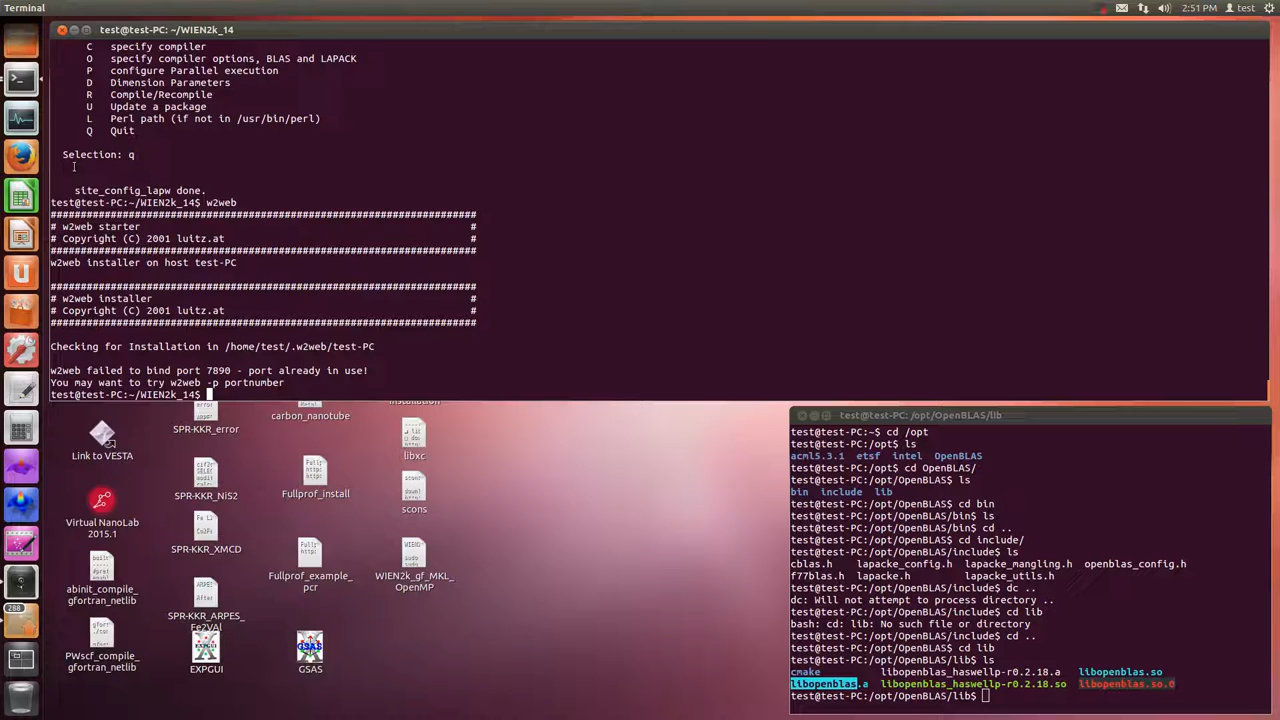 Terminal
2:51 PM
test
test@test-PC: ~/WIEN2k_14
C specify compiler
O specify compiler options, BLAS and LAPACK
P configure Parallel execution
D Dimension Parameters
R Compile/Recompile
U Update a package
L Perl path (if not in /usr/bin/perl)
Q Quit
Selection: q
site_config_lapw done.
test@test-PC:~/WIEN2k_14$ w2web
######################################################################
# w2web starter #
# Copyright (C) 2001 luitz.at #
######################################################################
w2web installer on host test-PC
######################################################################
# w2web installer #
# Copyright (C) 2001 luitz.at #
######################################################################
Checking for Installation in /home/test/.w2web/test-PC
w2web failed to bind port 7890 - port already in use!
You may want to try w2web -p portnumber
test@test-PC:~/WIEN2k_14$
288
carbon_nanotube
SPR-KKR_error
Link to VESTA
libxc
SPR-KKR_NiS2
Fullprof_install
scons
Virtual NanoLab
2015.1
SPR-KKR_XMCD
Fullprof_example_
pcr
WIEN2k_gf_MKL_
OpenMP
abinit_compile_
gfortran_netlib
SPR-KKR_ARPES_
Fe2VAl
PWscf_compile_
gfortran_netlib
EXPGUI
GSAS
test@test-PC: /opt/OpenBLAS/lib
test@test-PC:~$ cd /opt
test@test-PC:/opt$ ls
acml5.3.1 etsf intel OpenBLAS
test@test-PC:/opt$ cd OpenBLAS/
test@test-PC:/opt/OpenBLAS$ ls
bin include lib
test@test-PC:/opt/OpenBLAS$ cd bin
test@test-PC:/opt/OpenBLAS/bin$ ls
test@test-PC:/opt/OpenBLAS/bin$ cd ..
test@test-PC:/opt/OpenBLAS$ cd include/
test@test-PC:/opt/OpenBLAS/include$ ls
cblas.h lapacke_config.h lapacke_mangling.h openblas_config.h
f77blas.h lapacke.h lapacke_utils.h
test@test-PC:/opt/OpenBLAS/include$ dc ..
dc: Will not attempt to process directory ..
test@test-PC:/opt/OpenBLAS/include$ cd lib
bash: cd: lib: No such file or directory
test@test-PC:/opt/OpenBLAS/include$ cd ..
test@test-PC:/opt/OpenBLAS$ cd lib
test@test-PC:/opt/OpenBLAS/lib$ ls
cmake libopenblas_haswellp-r0.2.18.a libopenblas.so
libopenblas.a libopenblas_haswellp-r0.2.18.so libopenblas.so.0
test@test-PC:/opt/OpenBLAS/lib$